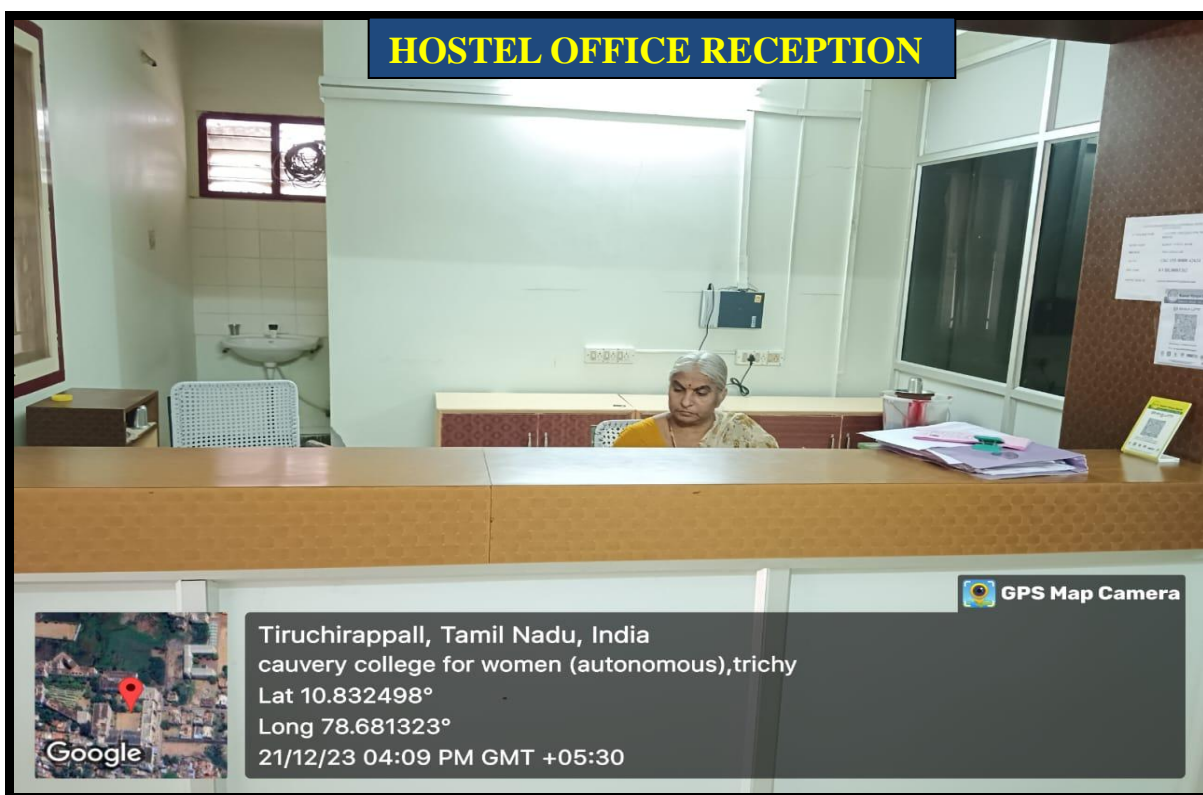 HOSTEL OFFICE RECEPTION
GPS Map Camera
Tiruchirappall, Tamil Nadu, India
cauvery college for women (autonomous),trichy
Lat 10.832498°
Long 78.681323°
21/12/23 04:09 PM GMT +05:30
Google